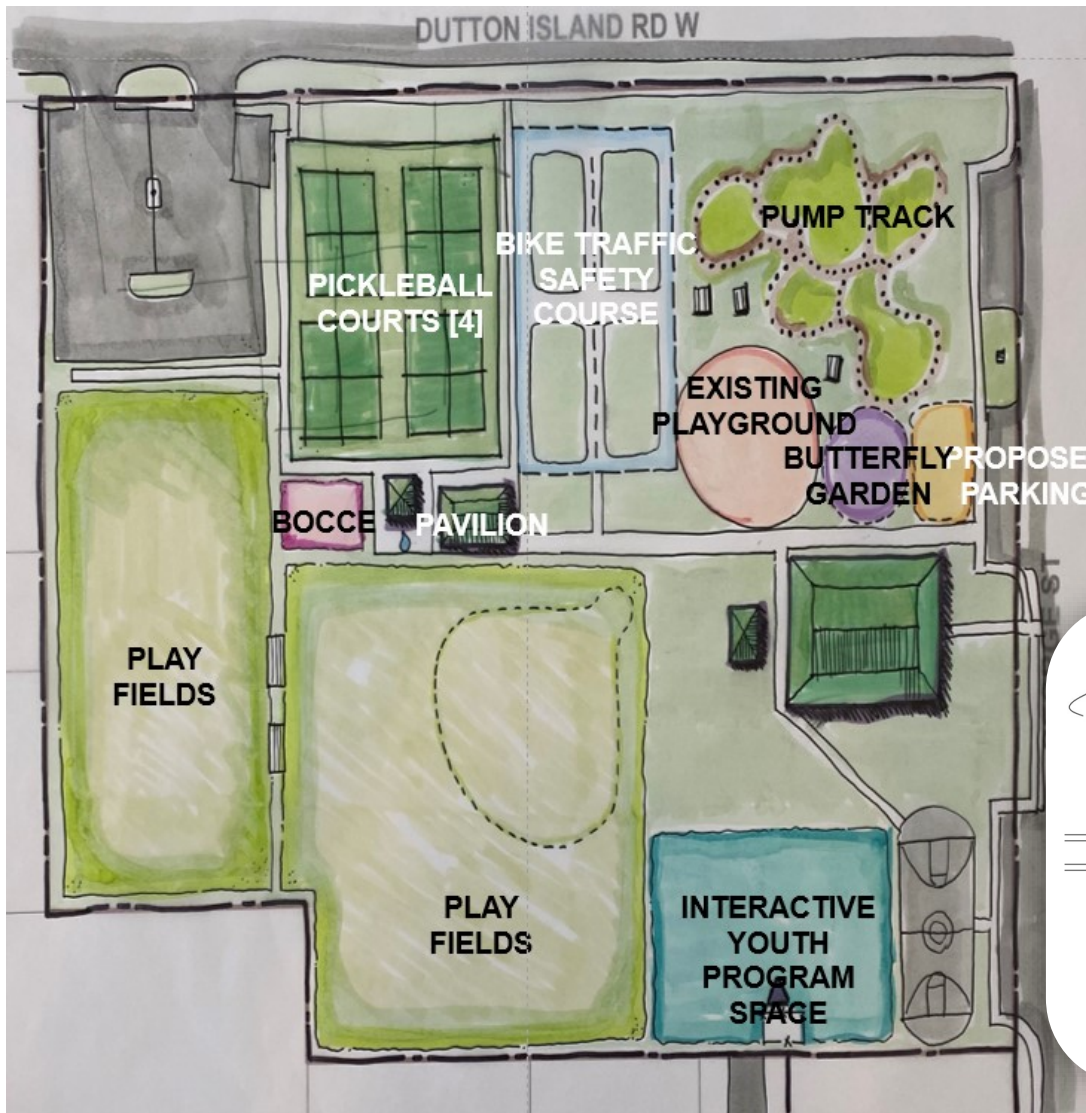 DUTTON ISLAND RD W
PUMP TRACK
BIKE TRAFFIC
SAFETY
COURSE
PICKLEBALL
COURTS [4]
EXISTING
PLAYGROUND
BUTTERFLY
GARDEN
PROPOSE
PARKING
BOCCE
PAVILION
PLAY
FIELDS
PLAY
FIELDS
INTERACTIVE
YOUTH
PROGRAM
SPACE